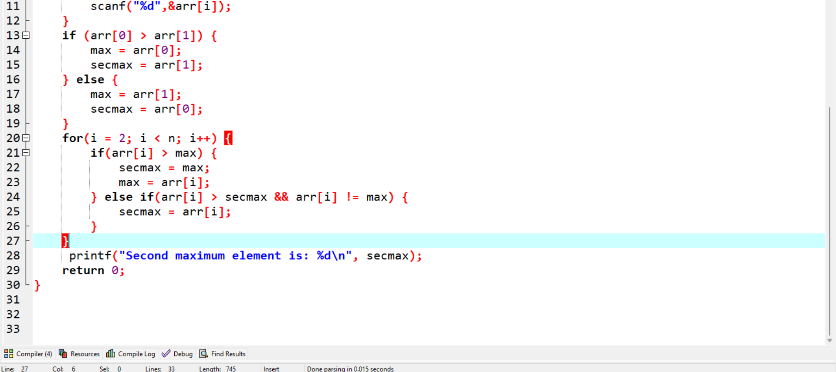 11 scanf("%d",&arr[i]);
12 }
13 if (arr[0] > arr[1]) {
14 max = arr[0];
15 secmax = arr[1];
16 } else {
17 max = arr[1];
18 secmax = arr[0];
19 }
20 for(i = 2; i < n; i++) {
21 if(arr[i] > max) {
22 secmax = max;
23 max = arr[i];
24 } else if(arr[i] > secmax && arr[i] != max) {
25 secmax = arr[i];
26 }
27 }
28 printf("Second maximum element is: %d\n", secmax);
29 return 0;
30 }
31
32
33
Compiler (4) Resources Compile Log Debug Find Results
Line: 27 Col: 6 Sel: 0 Lines: 33 Length: 745 Insert Done parsing in 0.015 seconds